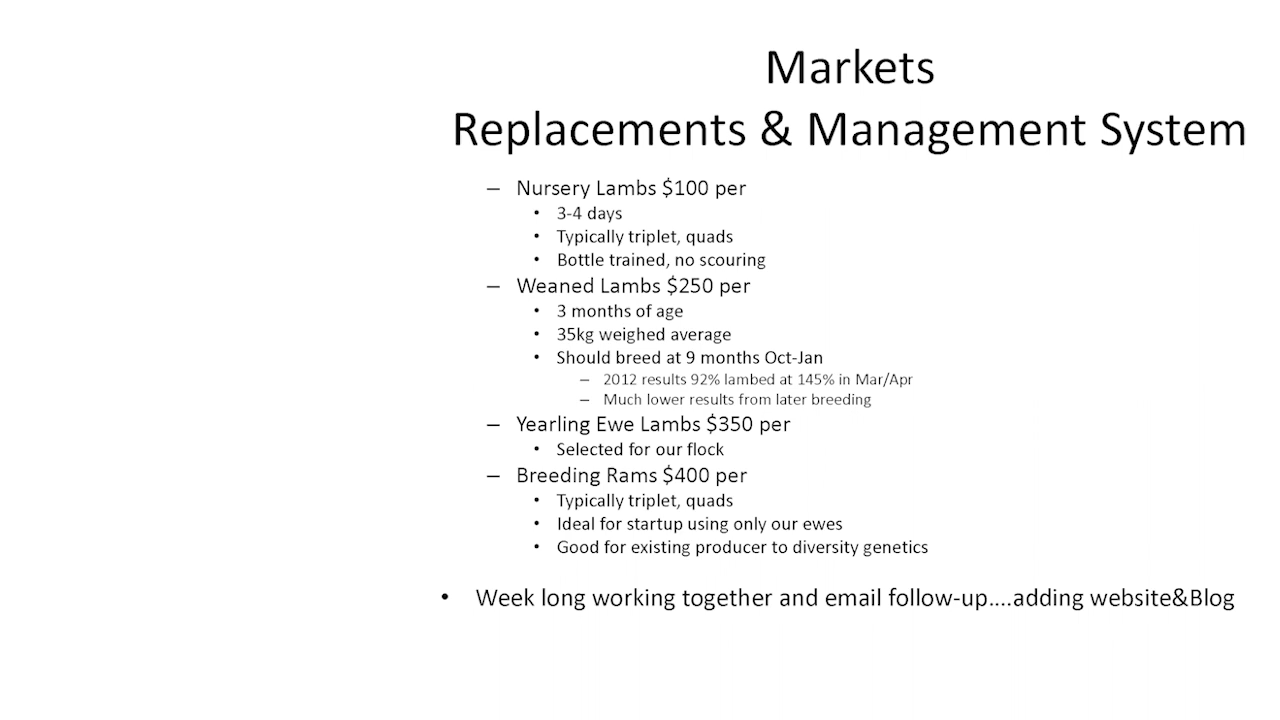 Markets
Replacements & Management System
– Nursery Lambs $100 per
• 3-4 days
• Typically triplet, quads
• Bottle trained, no scouring
– Weaned Lambs $250 per
• 3 months of age
• 35kg weighed average
• Should breed at 9 months Oct-Jan
– 2012 results 92% lambed at 145% in Mar/Apr
– Much lower results from later breeding
– Yearling Ewe Lambs $350 per
• Selected for our flock
– Breeding Rams $400 per
• Typically triplet, quads
• Ideal for startup using only our ewes
• Good for existing producer to diversity genetics
• Week long working together and email follow-up....adding website&Blog